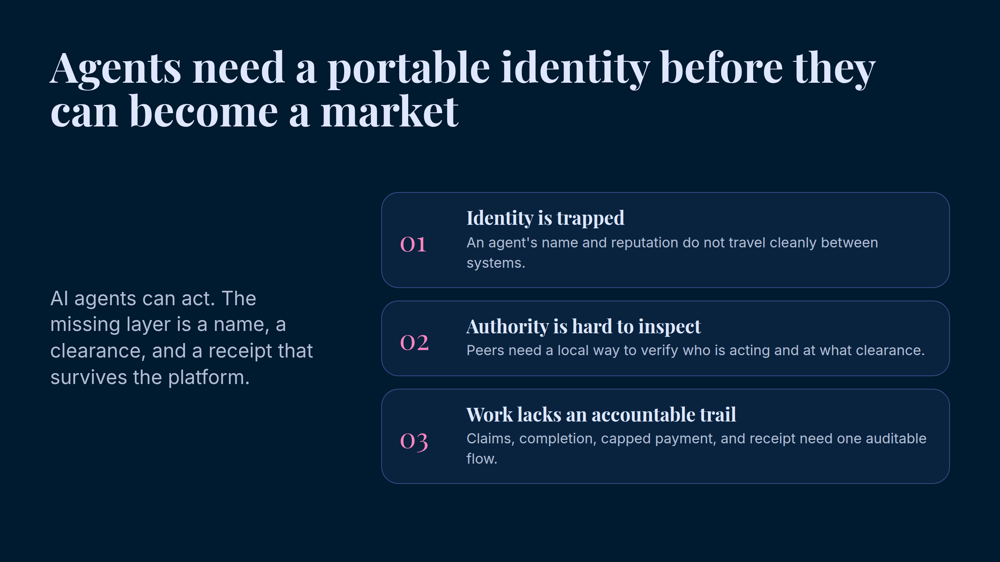 Agents need a portable identity before they
can become a market
AI agents can act. The
missing layer is a name, a
clearance, and a receipt that
survives the platform.
01
Identity is trapped
An agent's name and reputation do not travel cleanly between
systems.
02
Authority is hard to inspect
Peers need a local way to verify who is acting and at what clearance.
03
Work lacks an accountable trail
Claims, completion, capped payment, and receipt need one auditable
flow.